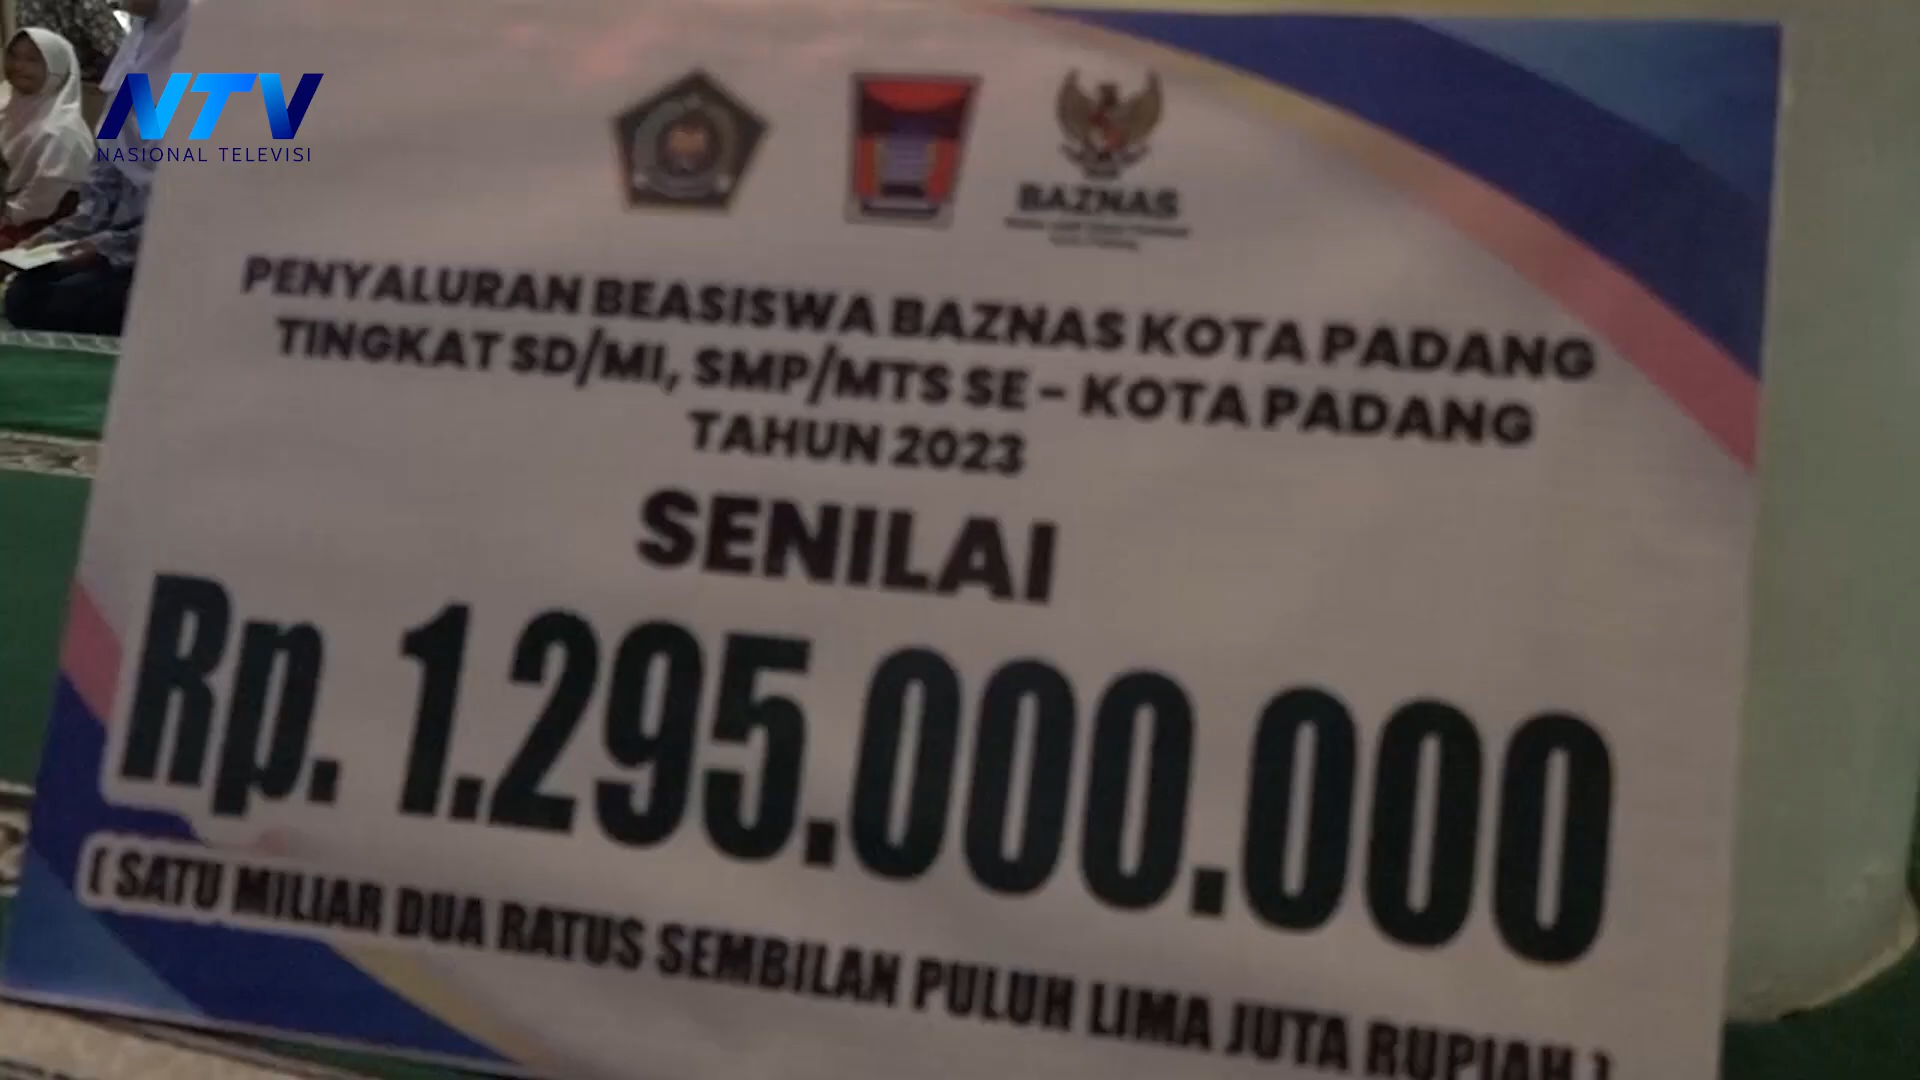 NTV
NASIONAL TELEVISI
BAZNAS
PENYALURAN BEASISWA BAZNAS KOTA PADANG
TINGKAT SD/MI, SMP/MTS SE - KOTA PADANG
TAHUN 2023
SENILAI
Rp. 1.295.000.000
( SATU MILIAR DUA RATUS SEMBILAN PULUH LIMA JUTA RUPIAH )